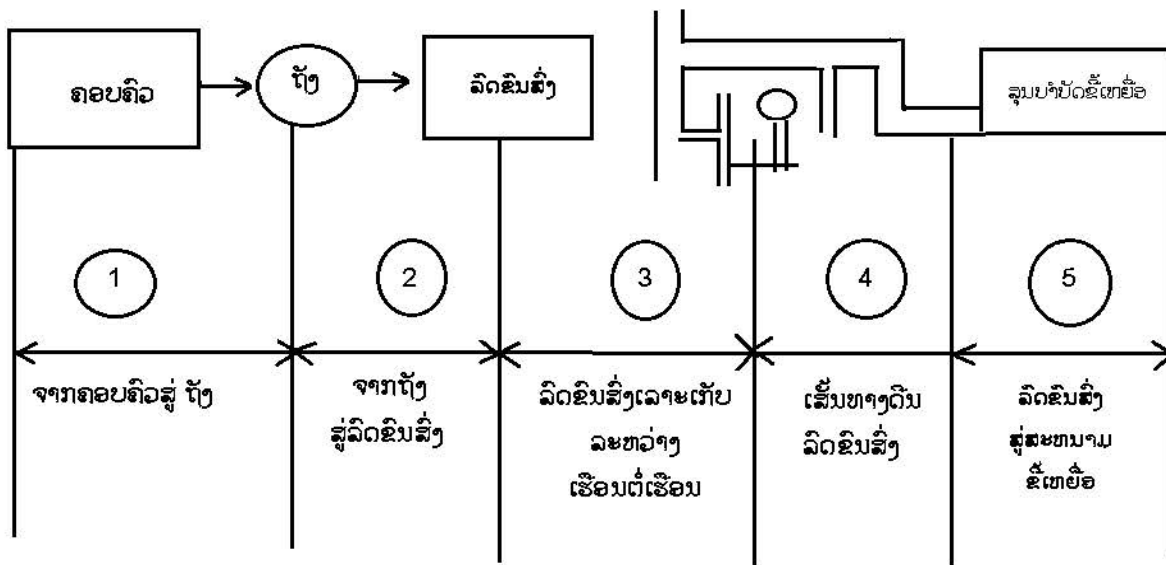 ຄອບຄົວ
ຖັງ
ລົດຂົນສົ່ງ
ສຸນບຳບັດຂີ້ເຫຍື່ອ
1
2
3
4
5
ຈາກຄອບຄົວສູ່ ຖັງ
ຈາກຖັງ
ສູ່ລົດຂົນສົ່ງ
ລົດຂົນສົ່ງເລາະເກັບ
ລະຫວ່າງ
ເຮືອນຕໍ່ເຮືອນ
ເສັ້ນທາງດິນ
ລົດຂົນສົ່ງ
ລົດຂົນສົ່ງ
ສູ່ສະຫນາມ
ຂີ້ເຫຍື່ອ